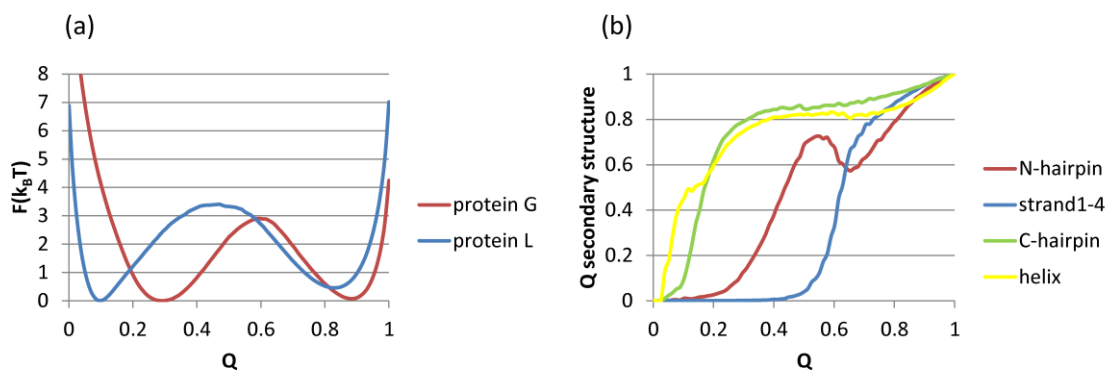 (a)
8
7
6
5
4
3
2
1
0
F(kBT)
0 0.2 0.4 0.6 0.8 1
Q
protein G
protein L
(b)
1
0.8
0.6
0.4
0.2
0
Q secondary structure
0 0.2 0.4 0.6 0.8 1
Q
N-hairpin
strand1-4
C-hairpin
helix